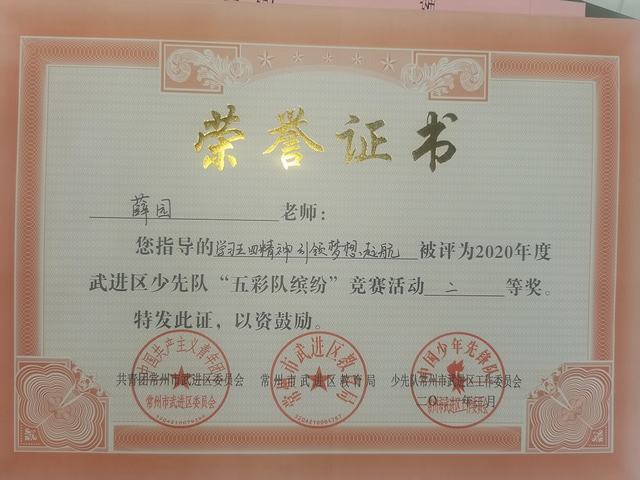 荣誉证书
薛园 老师:
您指导的 学习王四精神 引领梦想起航 被评为2020年度
武进区少先队“五彩队缤纷”竞赛活动 二 等奖。
特发此证,以资鼓励。
共青团常州市武进区委员会 常州市武进区教育局 少先队常州市武进区工作委员会
常州市武进区委员会